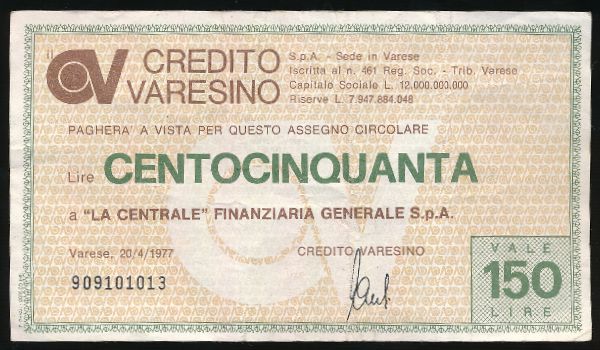 il CREDITO VARESINO
S.p.A. - Sede in Varese
Iscritta al n. 461 Reg. Soc. - Trib. Varese
Capitale Sociale L. 12.000.000.000
Riserve L. 7.947.884.048
PAGHERA' A VISTA PER QUESTO ASSEGNO CIRCOLARE
Lire CENTOCINQUANTA
a "LA CENTRALE" FINANZIARIA GENERALE S.p.A.
Varese, 20/4/1977 CREDITO VARESINO
909101013
VALE
150
LIRE